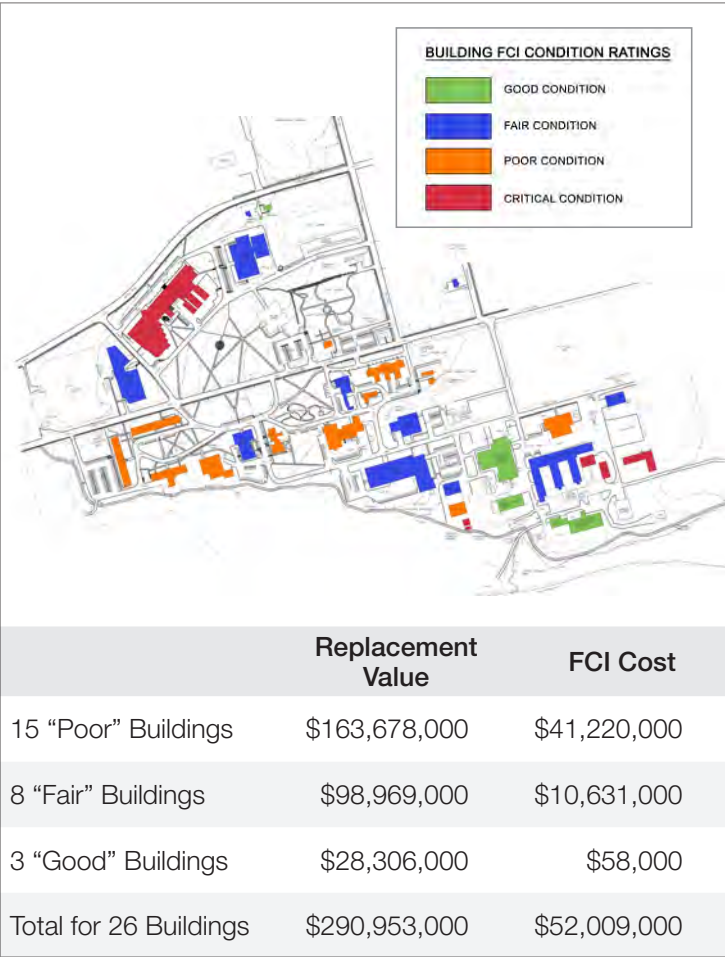 BUILDING FCI CONDITION RATINGS
GOOD CONDITION
FAIR CONDITION
POOR CONDITION
CRITICAL CONDITION
Replacement Value FCI Cost
15 “Poor” Buildings $163,678,000 $41,220,000
8 “Fair” Buildings $98,969,000 $10,631,000
3 “Good” Buildings $28,306,000 $58,000
Total for 26 Buildings $290,953,000 $52,009,000